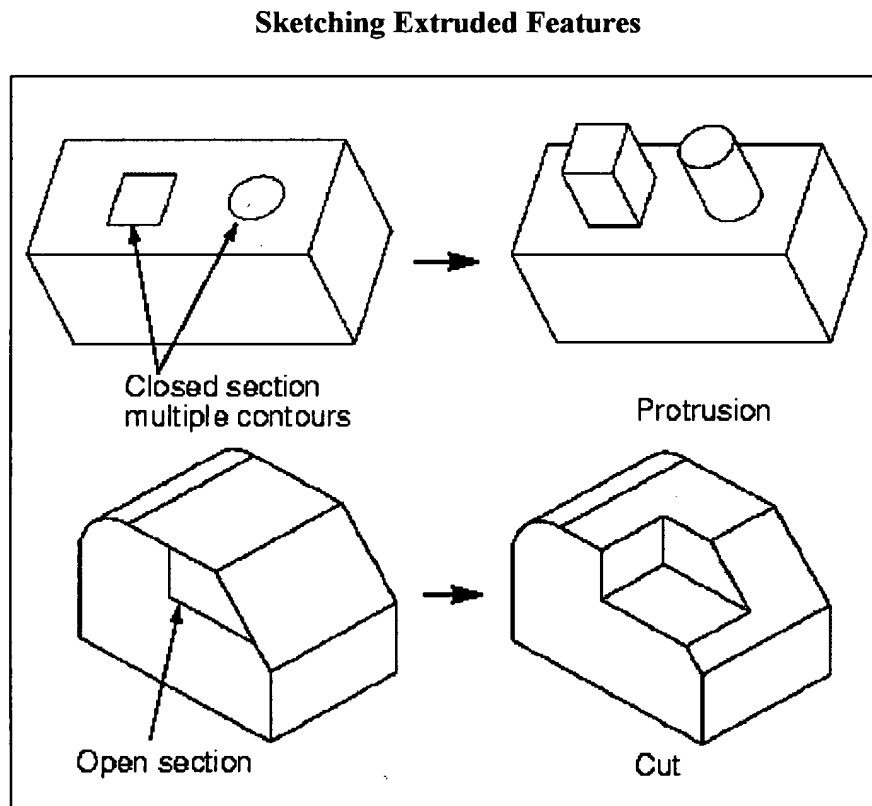 Sketching Extruded Features
Closed section
multiple contours
Protrusion
Open section
Cut